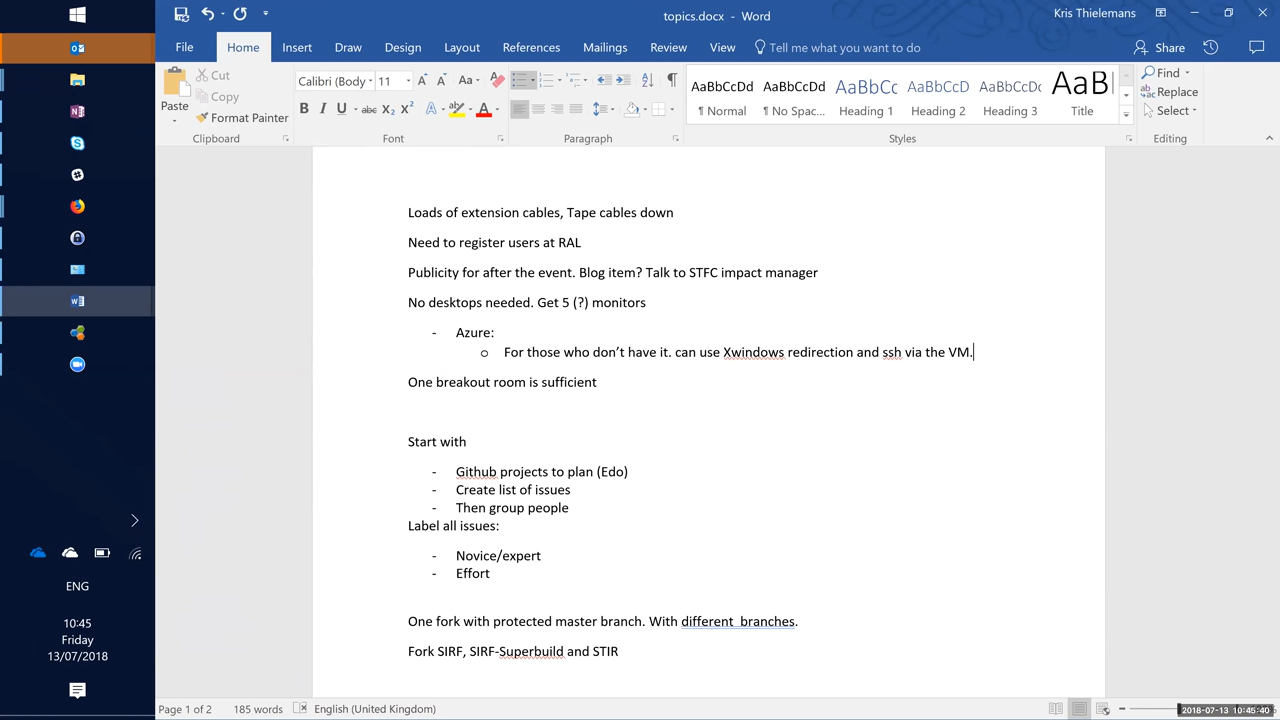 topics.docx - Word
Kris Thielemans
File Home Insert Draw Design Layout References Mailings Review View Tell me what you want to do Share
Paste
Cut
Copy
Format Painter
Calibri (Body 11
AaBbCcDd AaBbCcDd AaBbCc AaBbCcD AaBbCcDc AaB
¶ Normal ¶ No Spac... Heading 1 Heading 2 Heading 3 Title
Find
Replace
Select
Clipboard Font Paragraph Styles Editing
Loads of extension cables, Tape cables down
Need to register users at RAL
Publicity for after the event. Blog item? Talk to STFC impact manager
No desktops needed. Get 5 (?) monitors
- Azure:
o For those who don’t have it. can use Xwindows redirection and ssh via the VM.
One breakout room is sufficient
Start with
- Github projects to plan (Edo)
- Create list of issues
- Then group people
Label all issues:
- Novice/expert
- Effort
One fork with protected master branch. With different branches.
Fork SIRF, SIRF-Superbuild and STIR
ENG
10:45
Friday
13/07/2018
Page 1 of 2 185 words English (United Kingdom)
2018-07-13 10:45:40